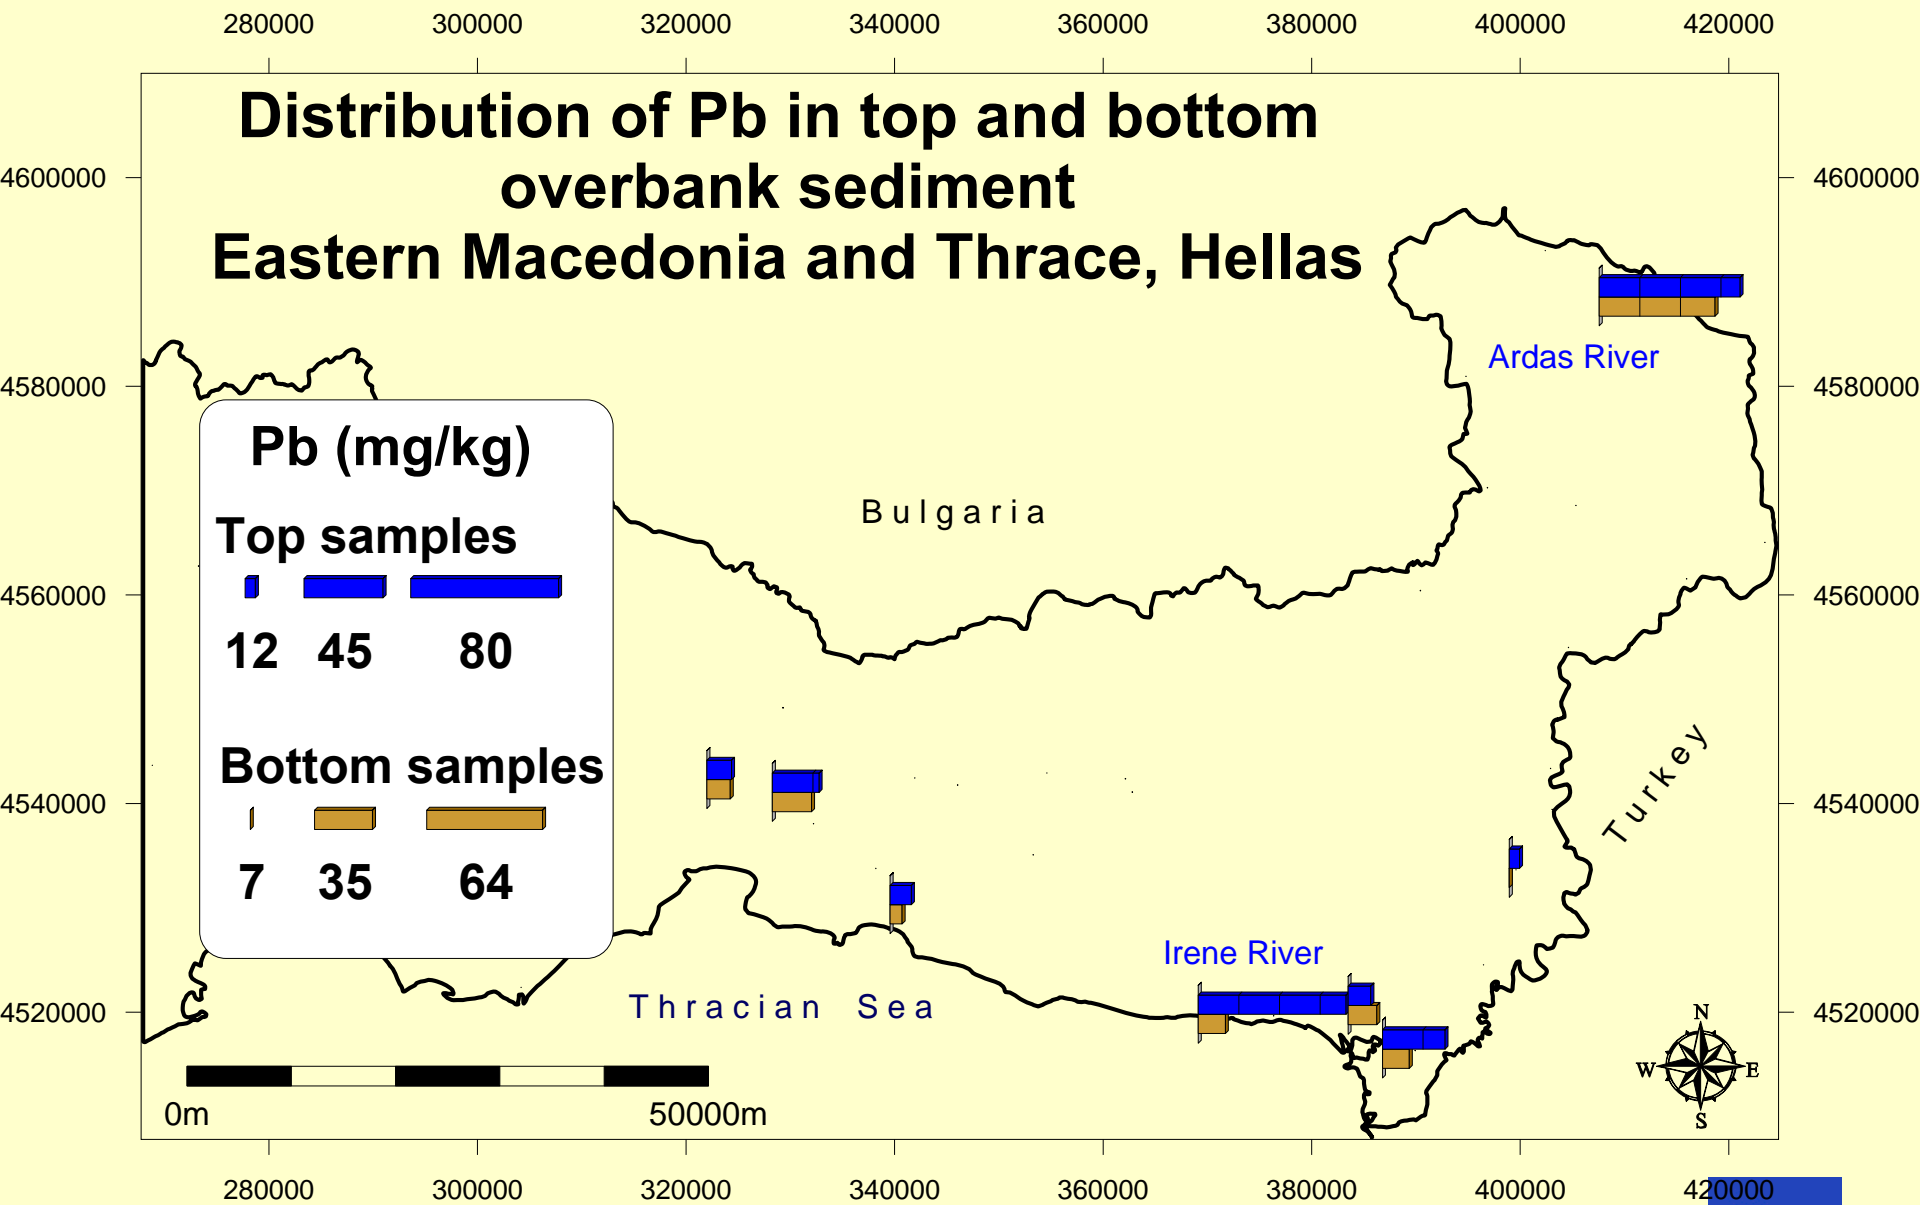 280000 300000 320000 340000 360000 380000 400000 420000
Distribution of Pb in top and bottom
overbank sediment
Eastern Macedonia and Thrace, Hellas
4600000 4600000
Ardas River
4580000 4580000
Pb (mg/kg)
Bulgaria
Top samples
4560000 4560000
12 45 80
Turkey
Bottom samples
4540000 4540000
7 35 64
Irene River
Thracian Sea
4520000 4520000
N
W E
S
0m 50000m
280000 300000 320000 340000 360000 380000 400000 420000